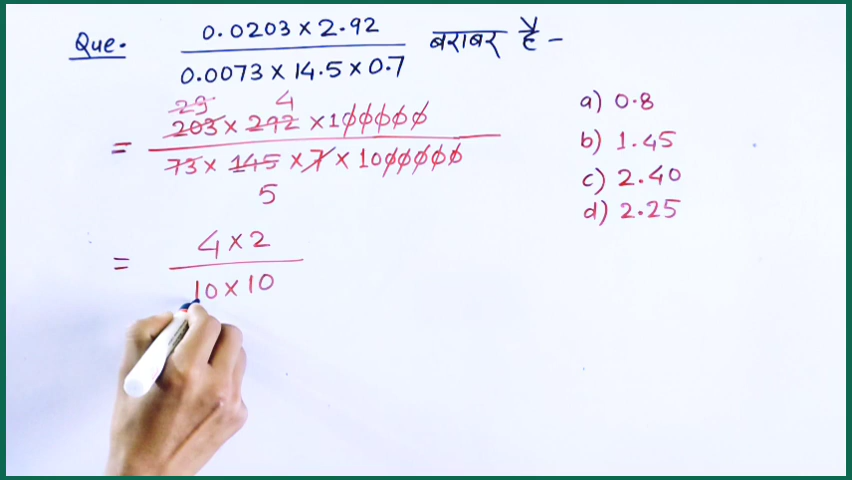 Que. 0.0203 × 2.92 बराबर है -
0.0073 × 14.5 × 0.7
29 4
= 203 × 292 × 100000
73 × 145 × 7 × 1000000
5
= 4 × 2
10 × 10
a) 0.8
b) 1.45
c) 2.40
d) 2.25